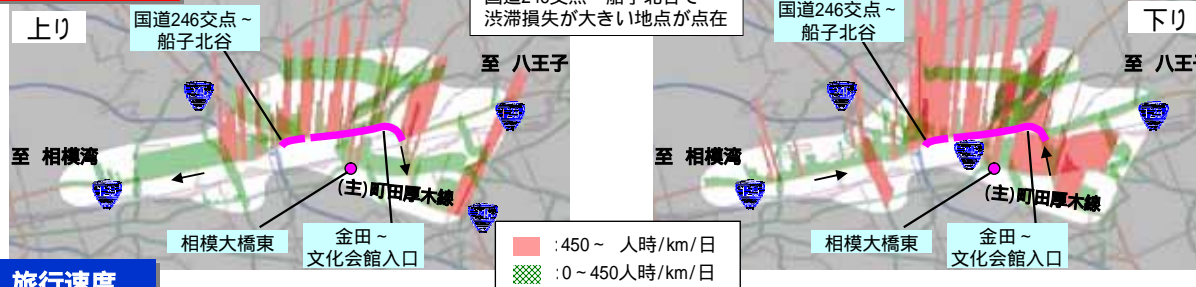 上り
国道246交点~
船子北谷
渋滞損失が大きい地点が点在
至 八王子
至 相模湾
(主)町田厚木線
相模大橋東
金田~
文化会館入口
下り
国道246交点~
船子北谷
至 八王子
至 相模湾
(主)町田厚木線
相模大橋東
金田~
文化会館入口
:450~ 人時/km/日
:0~450人時/km/日
旅行速度